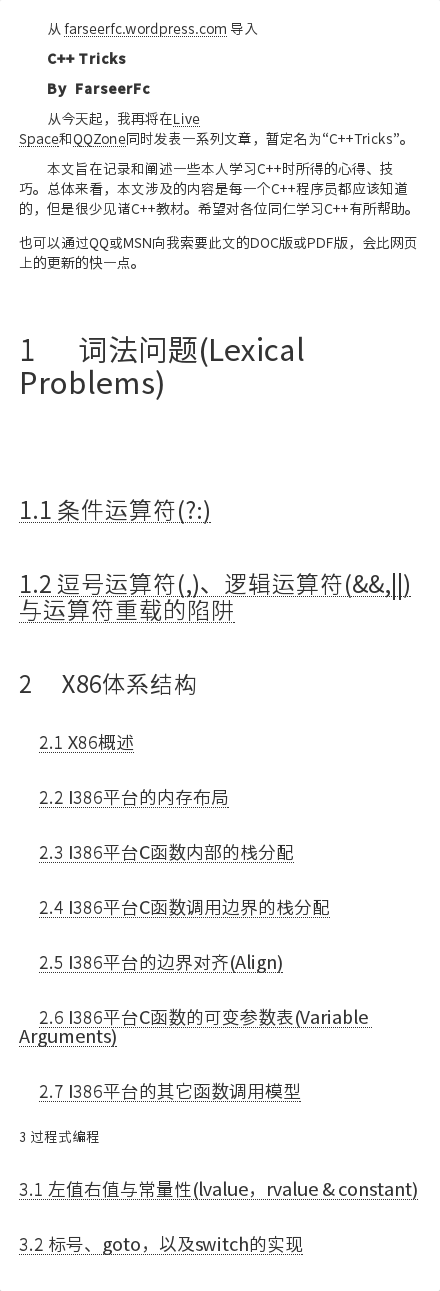 从 farseerfc.wordpress.com 导入
C++ Tricks
By FarseerFc
从今天起，我再将在Live
Space和QQZone同时发表一系列文章，暂定名为“C++Tricks”。
本文旨在记录和阐述一些本人学习C++时所得的心得、技
巧。总体来看，本文涉及的内容是每一个C++程序员都应该知道
的，但是很少见诸C++教材。希望对各位同仁学习C++有所帮助。
也可以通过QQ或MSN向我索要此文的DOC版或PDF版，会比网页
上的更新的快一点。
1 词法问题(Lexical
Problems)
1.1 条件运算符(?:)
1.2 逗号运算符(,)、逻辑运算符(&&,||)
与运算符重载的陷阱
2 X86体系结构
2.1 X86概述
2.2 I386平台的内存布局
2.3 I386平台C函数内部的栈分配
2.4 I386平台C函数调用边界的栈分配
2.5 I386平台的边界对齐(Align)
2.6 I386平台C函数的可变参数表(Variable
Arguments)
2.7 I386平台的其它函数调用模型
3 过程式编程
3.1 左值右值与常量性(lvalue，rvalue & constant)
3.2 标号、goto，以及switch的实现